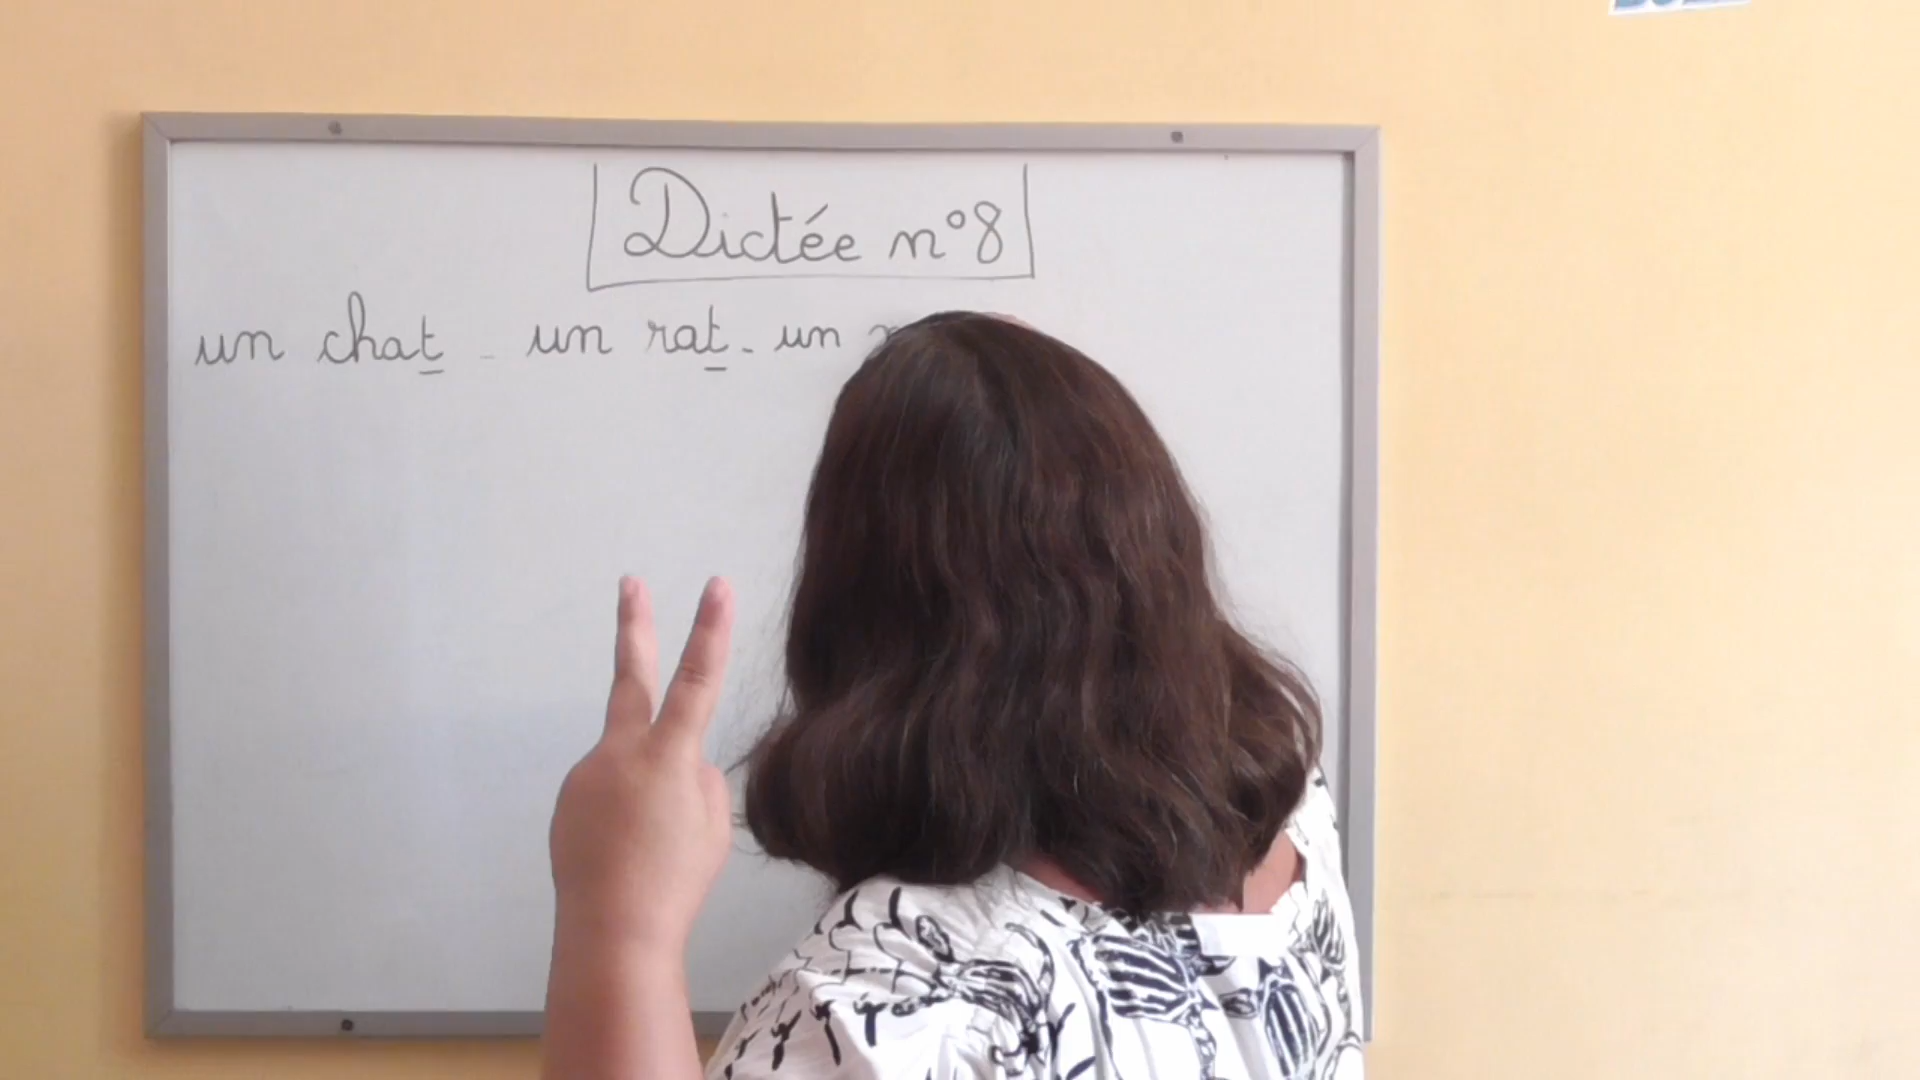 Dictée n°8
un chat - un rat - un